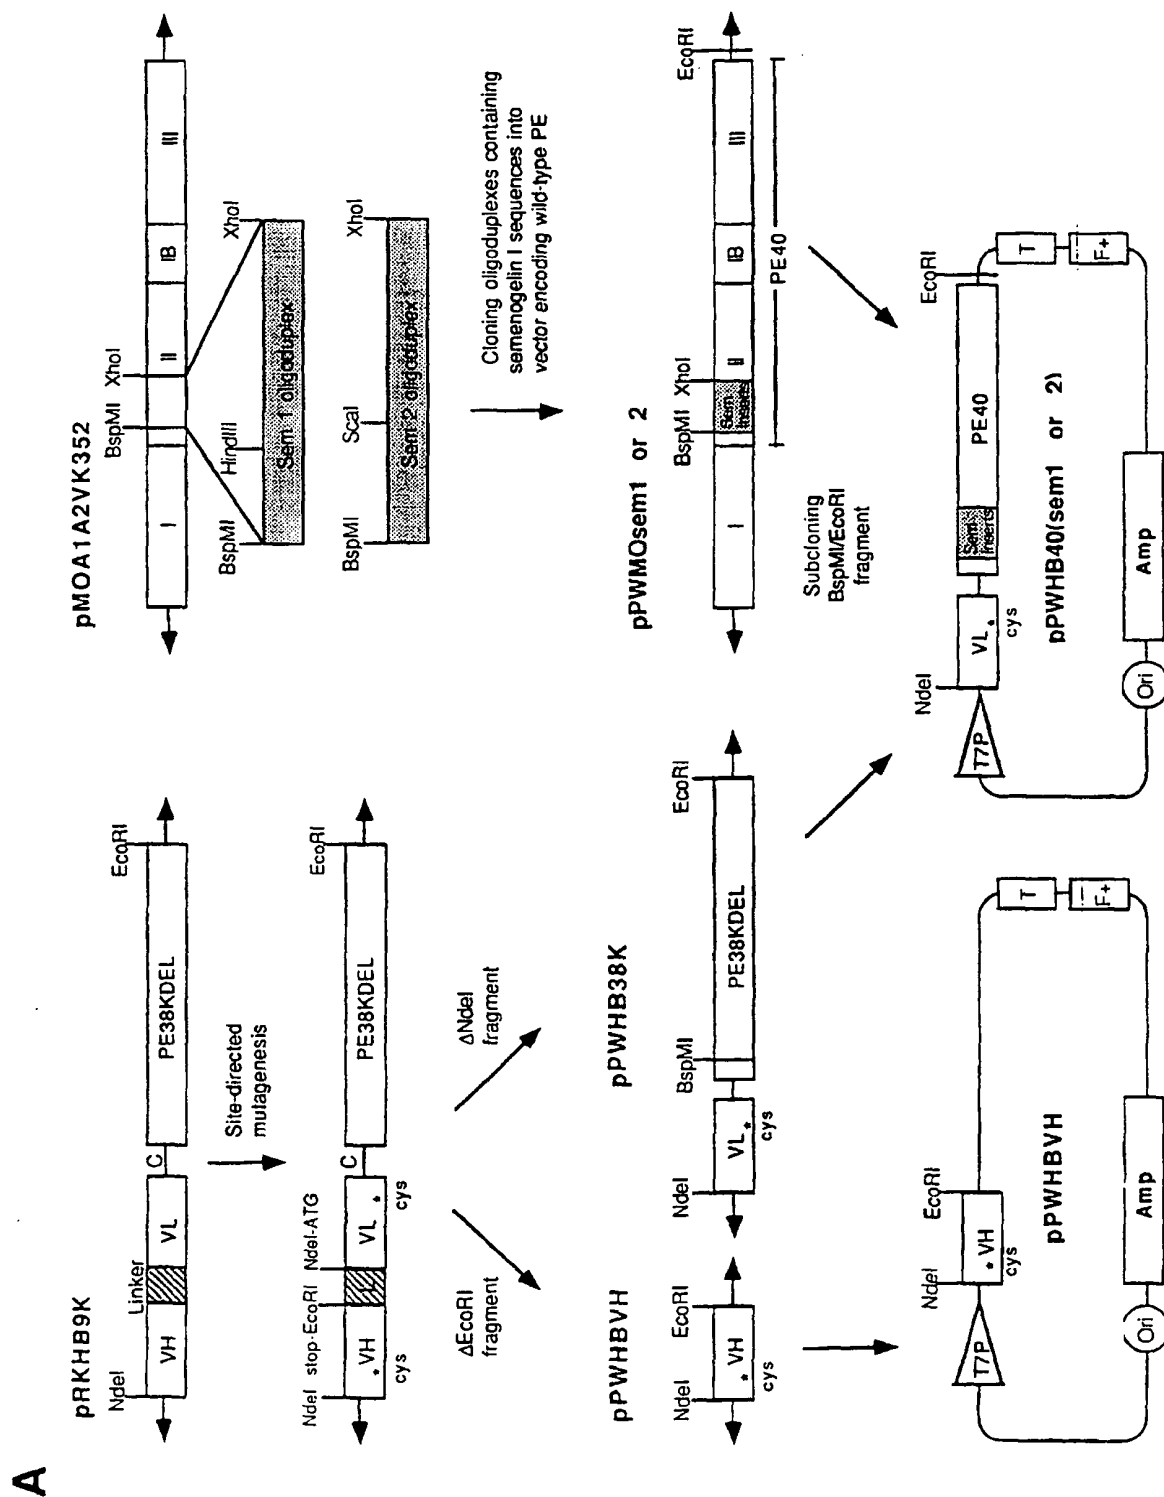 A
pRKHB9K
NdeI
Linker
EcoRI
VH
VL
C
PE38KDEL
Site-directed
mutagenesis
NdeI
stop-EcoRI
NdeI-ATG
EcoRI
* VH
L
VL *
C
PE38KDEL
cys
cys
ΔEcoRI
fragment
ΔNdeI
fragment
pPWHBVH
NdeI
EcoRI
* VH
cys
pPWHB38K
NdeI
BspMI
EcoRI
VL *
PE38KDEL
cys
NdeI
EcoRI
T7P
* VH
cys
T
F+
pPWHBVH
Ori
Amp
pMOA1A2VK352
BspMI
XhoI
I
II
IB
III
BspMI
HindIII
XhoI
Sem 1 oligoduplex
BspMI
ScaI
XhoI
Sem 2 oligoduplex
Cloning oligoduplexes containing
semenogelin I sequences into
vector encoding wild-type PE
pPWMOsem1 or 2
BspMI
XhoI
EcoRI
I
Sem
Inserts
II
IB
III
PE40
Subcloning
BspMI/EcoRI
fragment
NdeI
EcoRI
T7P
VL *
cys
Sem
Inserts
PE40
T
F+
pPWHB40(sem1 or 2)
Ori
Amp